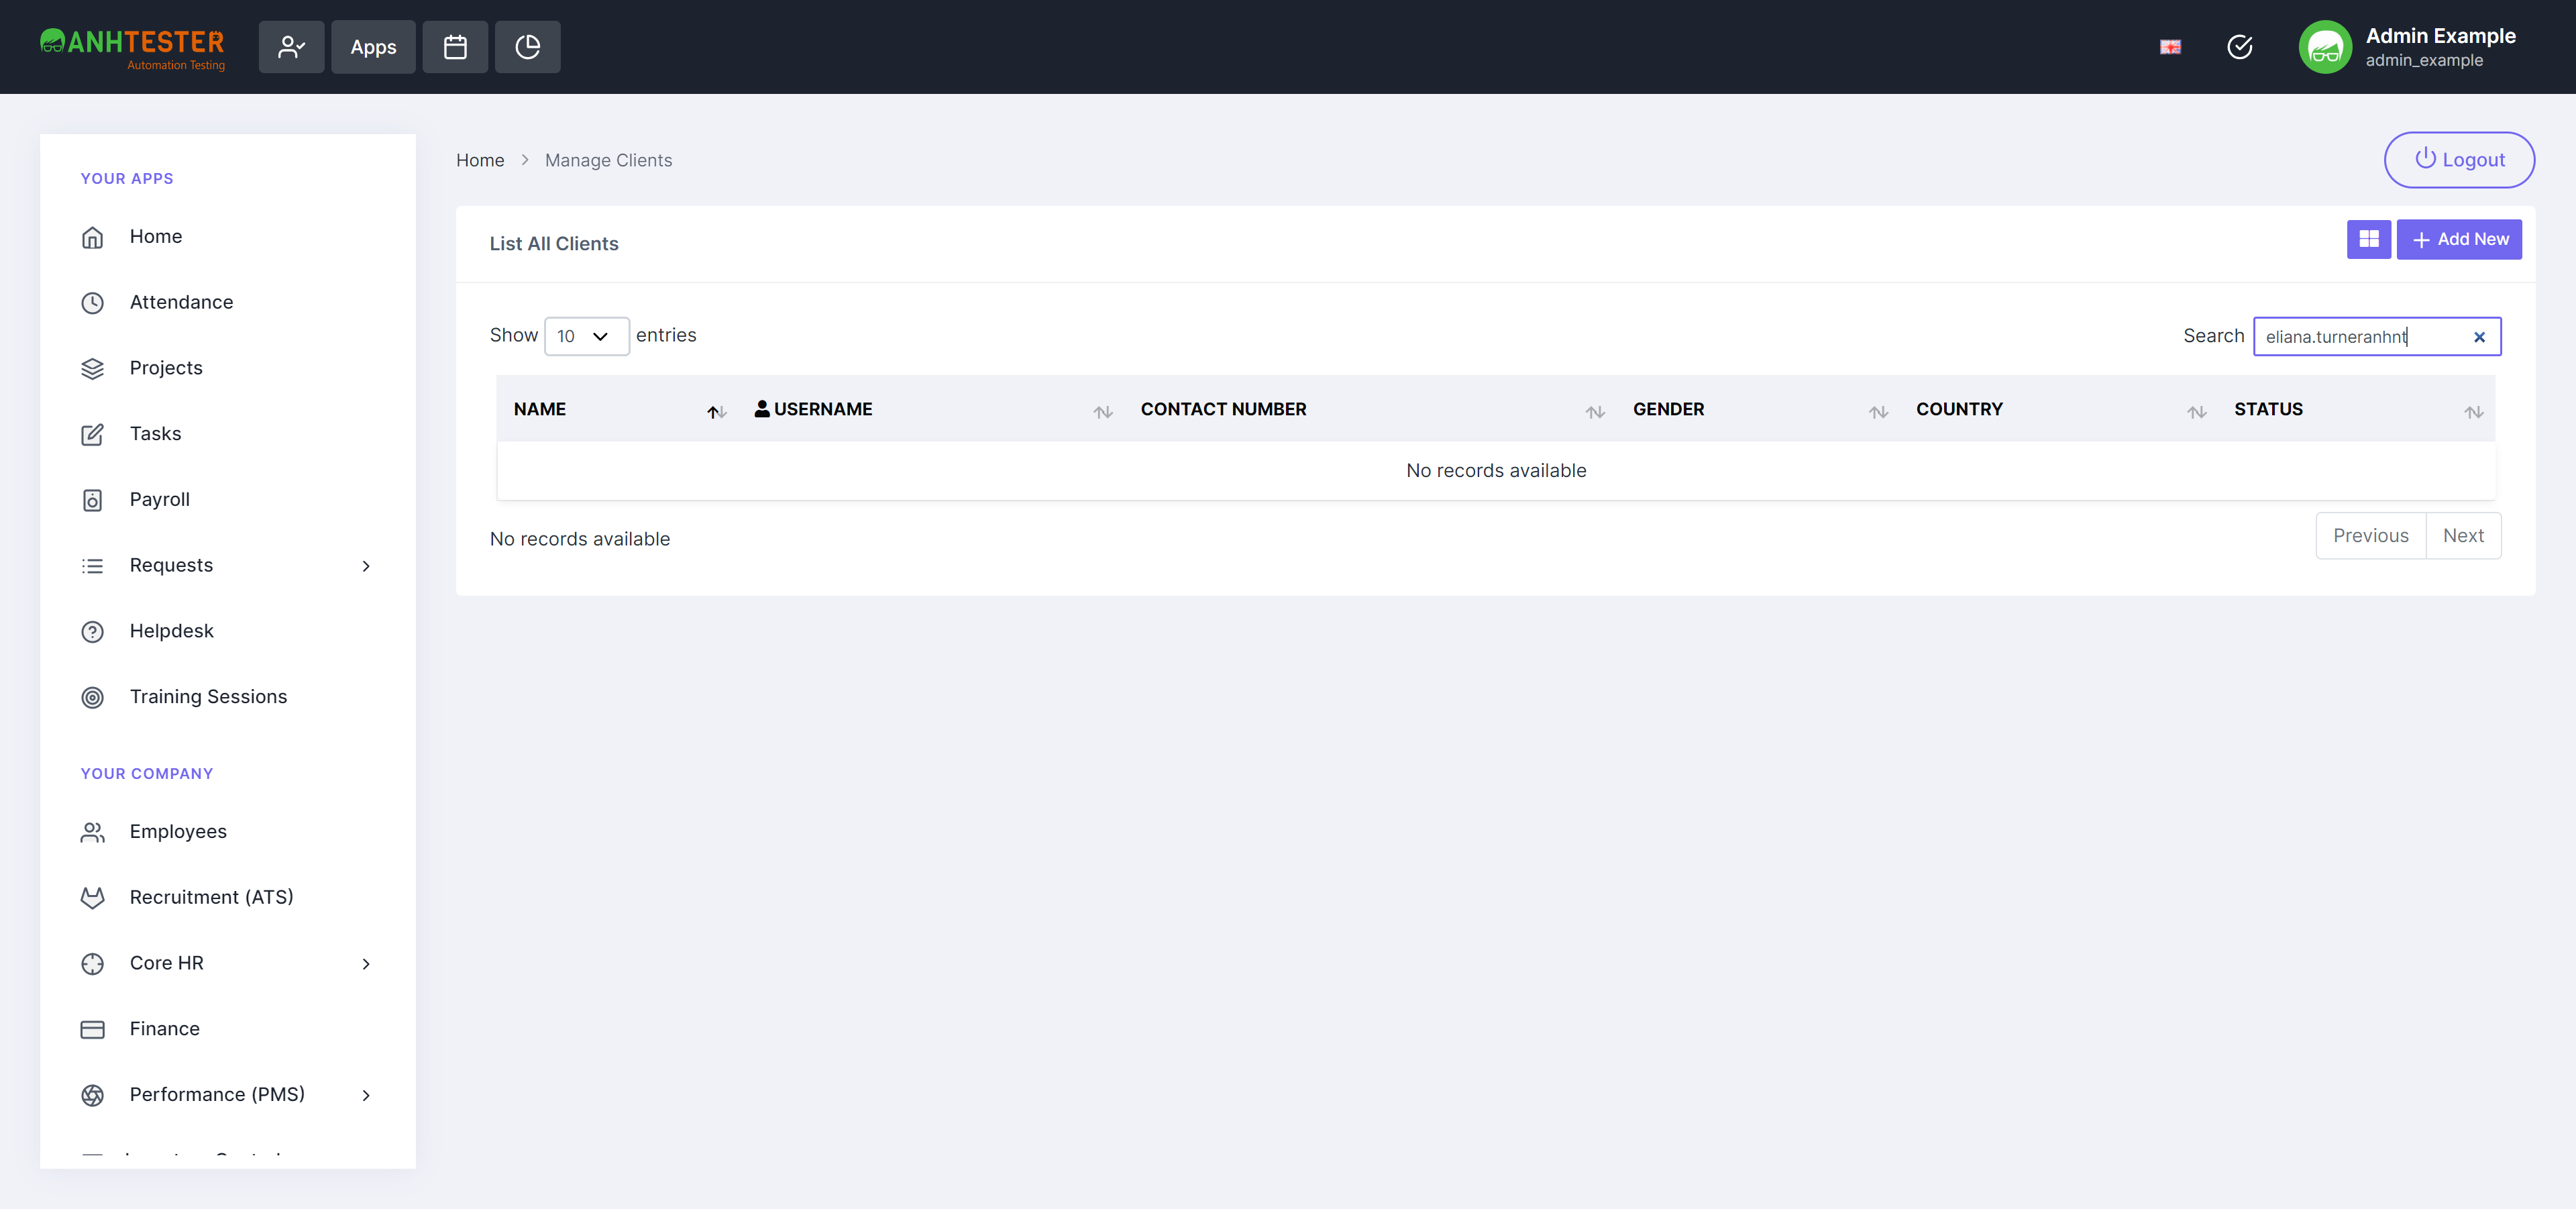 ANHTESTER
Automation Testing
Apps
Admin Example
admin_example
YOUR APPS
Home
Attendance
Projects
Tasks
Payroll
Requests
Helpdesk
Training Sessions
YOUR COMPANY
Employees
Recruitment (ATS)
Core HR
Finance
Performance (PMS)
Home > Manage Clients
Logout
List All Clients
Add New
Show 10 entries
Search eliana.turneranhnt
NAME USERNAME CONTACT NUMBER GENDER COUNTRY STATUS
No records available
No records available
Previous Next